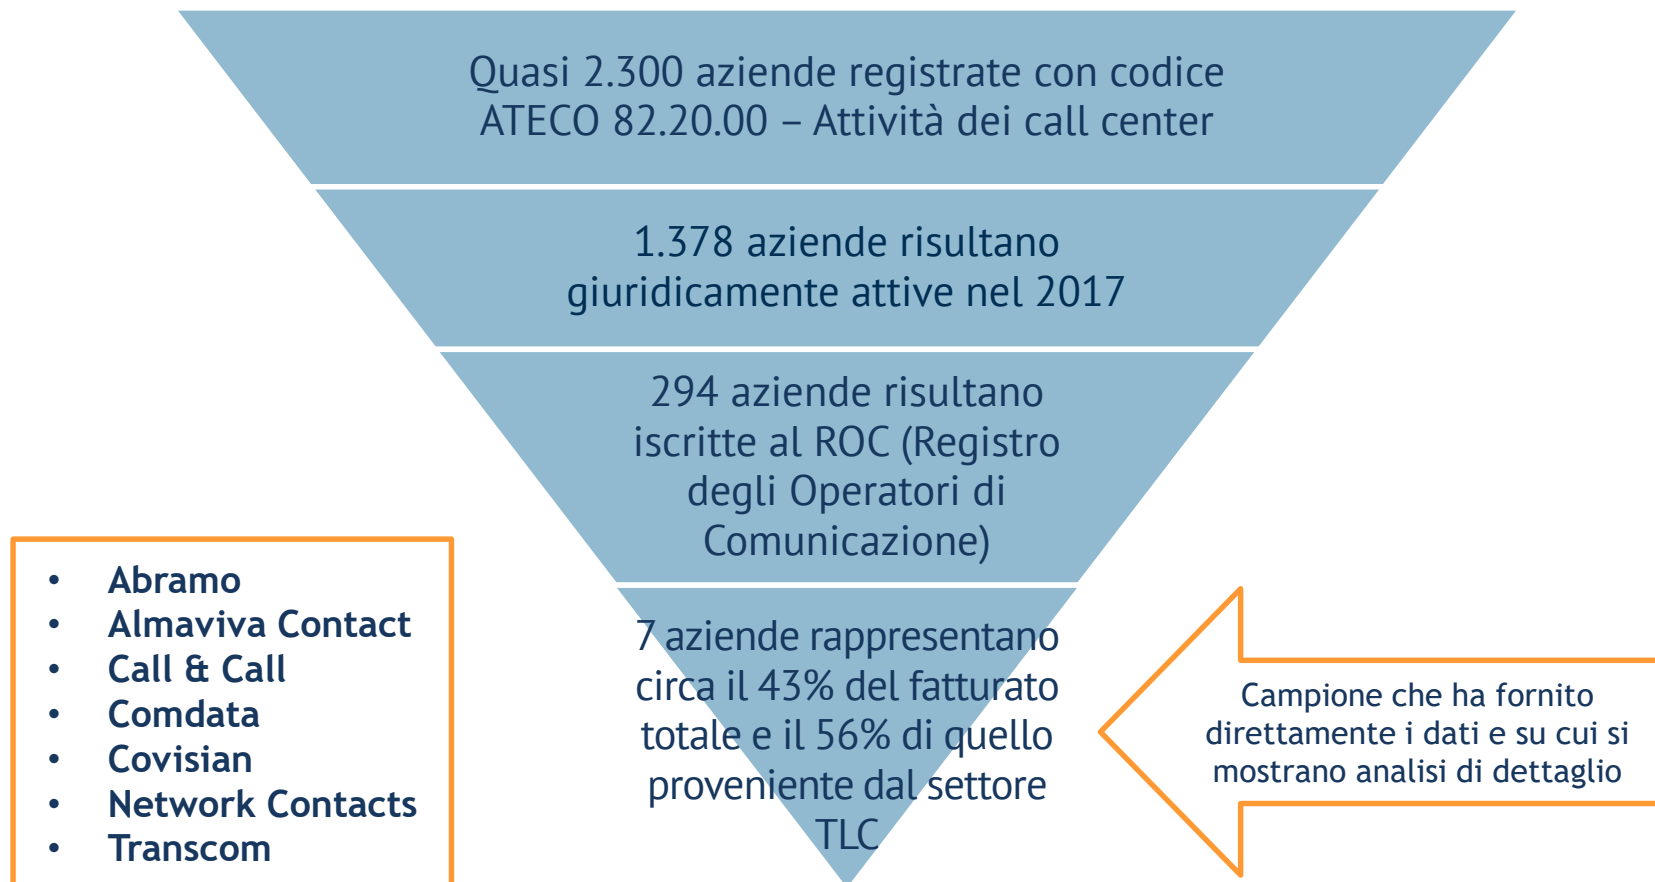 Quasi 2.300 aziende registrate con codice
ATECO 82.20.00 – Attività dei call center
1.378 aziende risultano
giuridicamente attive nel 2017
294 aziende risultano
iscritte al ROC (Registro
degli Operatori di
Comunicazione)
7 aziende rappresentano
circa il 43% del fatturato
totale e il 56% di quello
proveniente dal settore
TLC
• Abramo
• Almaviva Contact
• Call & Call
• Comdata
• Covisian
• Network Contacts
• Transcom
Campione che ha fornito
direttamente i dati e su cui si
mostrano analisi di dettaglio